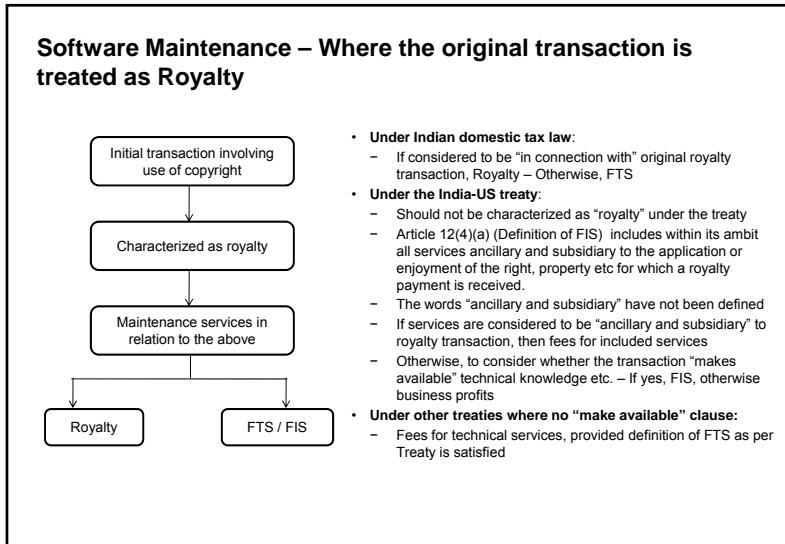 Software Maintenance – Where the original transaction is
treated as Royalty
Initial transaction involving
use of copyright
Characterized as royalty
Maintenance services in
relation to the above
Royalty
FTS / FIS
• Under Indian domestic tax law:
− If considered to be “in connection with” original royalty
transaction, Royalty – Otherwise, FTS
• Under the India-US treaty:
− Should not be characterized as “royalty” under the treaty
− Article 12(4)(a) (Definition of FIS) includes within its ambit
all services ancillary and subsidiary to the application or
enjoyment of the right, property etc for which a royalty
payment is received.
− The words “ancillary and subsidiary” have not been defined
− If services are considered to be “ancillary and subsidiary” to
royalty transaction, then fees for included services
− Otherwise, to consider whether the transaction “makes
available” technical knowledge etc. – If yes, FIS, otherwise
business profits
• Under other treaties where no “make available” clause:
− Fees for technical services, provided definition of FTS as per
Treaty is satisfied